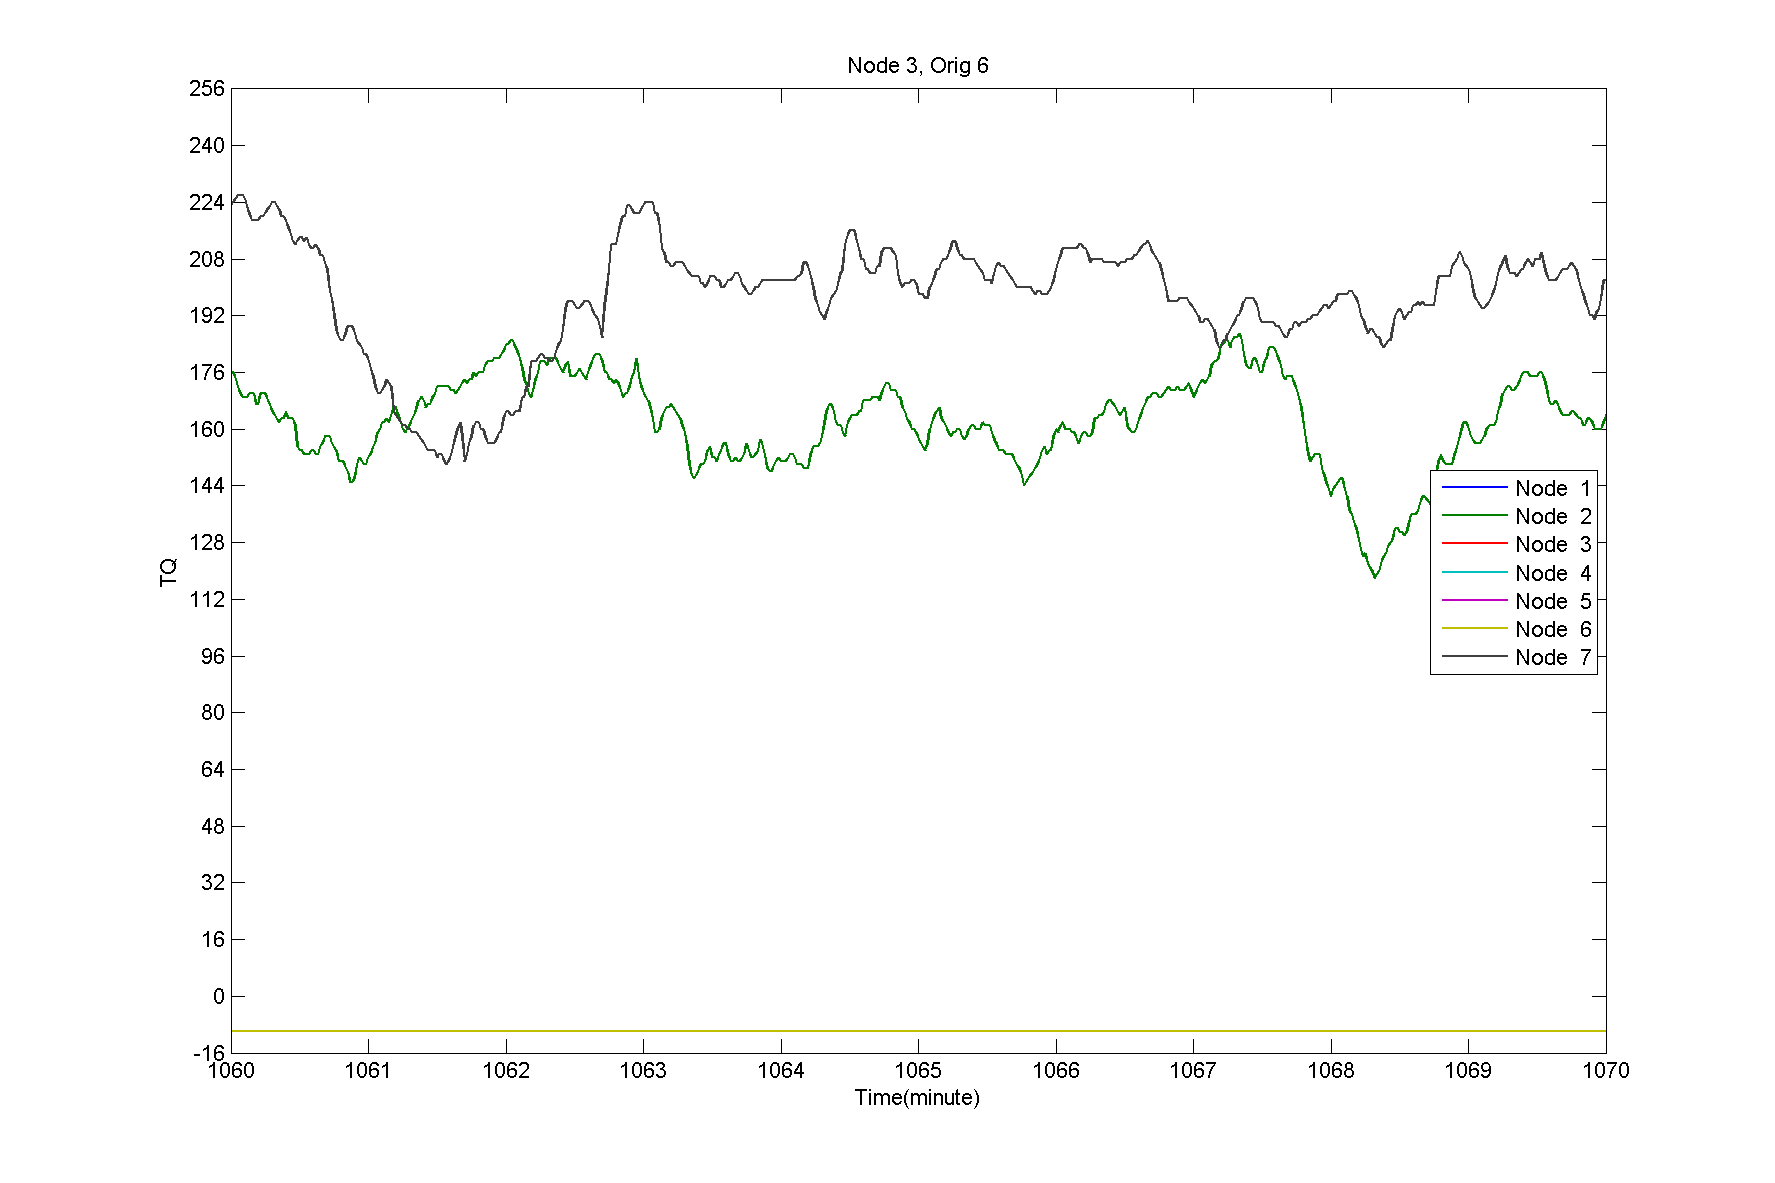 Node 3, Orig 6
256
240
224
208
192
176
160
144
128
112
96
80
64
48
32
16
0
-16
TQ
Node 1
Node 2
Node 3
Node 4
Node 5
Node 6
Node 7
1060 1061 1062 1063 1064 1065 1066 1067 1068 1069 1070
Time(minute)